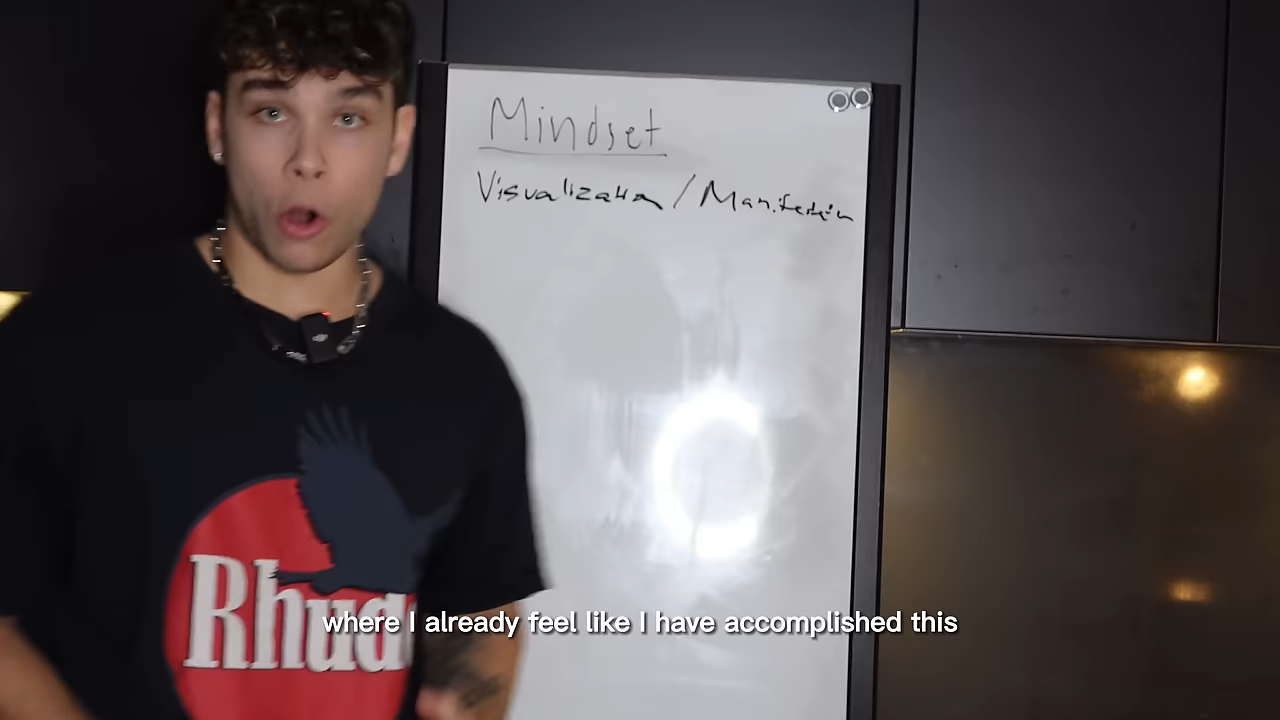 Mindset
Visualization / Manifestation
Rhude
where I already feel like I have accomplished this